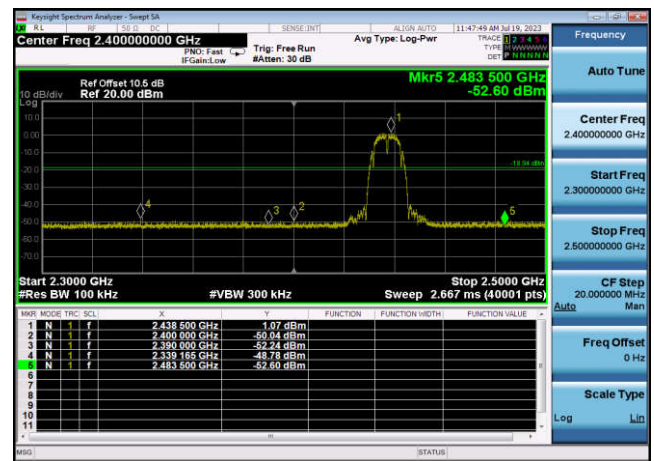 Keysight Spectrum Analyzer - Swept SA
RL RF 50 Ω DC SENSE:INT ALIGN AUTO 11:47:49 AM Jul 19, 2023
Center Freq 2.400000000 GHz
PNO: Fast
IFGain:Low
Trig: Free Run
#Atten: 30 dB
Avg Type: Log-Pwr
TRACE 1 2 3 4 5 6
TYPE M WWWWW
DET P N N N N N
Frequency
Mkr5 2.483 500 GHz
-52.60 dBm
Ref Offset 10.5 dB
10 dB/div Ref 20.00 dBm
Log
10.0
0.00
-10.0
-20.0
-30.0
-40.0
-50.0
-60.0
-70.0
1
2
3
4
5
Start 2.3000 GHz Stop 2.5000 GHz
#Res BW 100 kHz #VBW 300 kHz Sweep 2.667 ms (40001 pts)
MKR MODE TRC SCL X Y FUNCTION FUNCTION WIDTH FUNCTION VALUE
1 N 1 f 2.438 500 GHz 1.07 dBm
2 N 1 f 2.400 000 GHz -50.04 dBm
3 N 1 f 2.390 000 GHz -52.24 dBm
4 N 1 f 2.339 165 GHz -48.78 dBm
5 N 1 f 2.483 500 GHz -52.60 dBm
6
7
8
9
10
11
MSG STATUS
Auto Tune
Center Freq
2.400000000 GHz
Start Freq
2.300000000 GHz
Stop Freq
2.500000000 GHz
CF Step
20.000000 MHz
Auto Man
Freq Offset
0 Hz
Scale Type
Log Lin